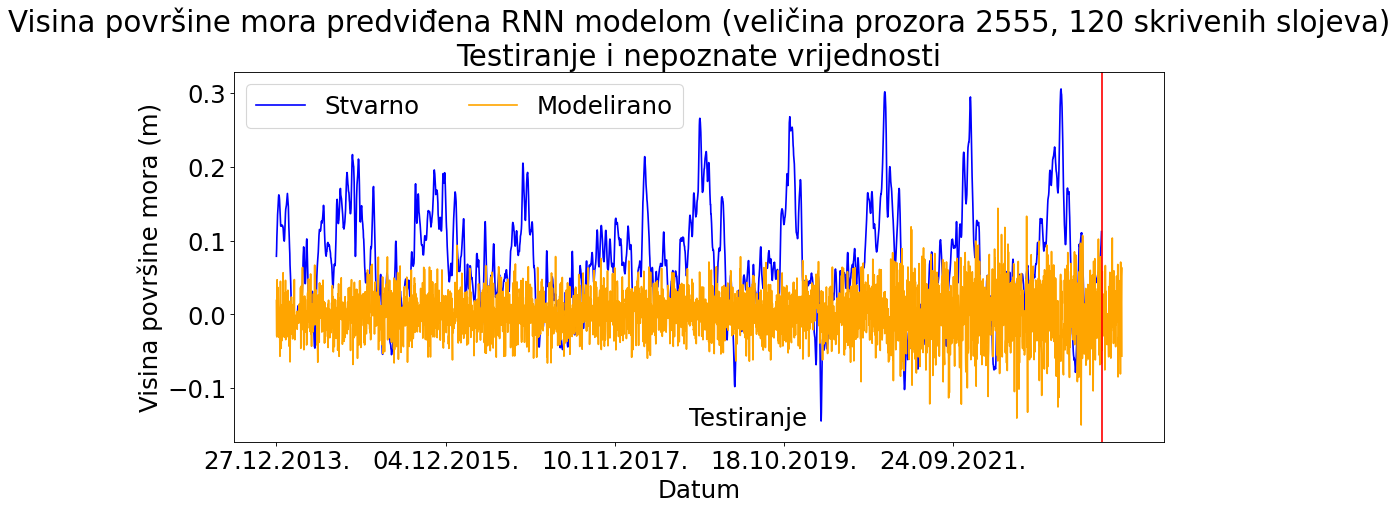 Visina površine mora predviđena RNN modelom (veličina prozora 2555, 120 skrivenih slojeva)
Testiranje i nepoznate vrijednosti
Stvarno
Modelirano
Visina površine mora (m)
0.3
0.2
0.1
0.0
−0.1
Testiranje
27.12.2013.
04.12.2015.
10.11.2017.
18.10.2019.
24.09.2021.
Datum